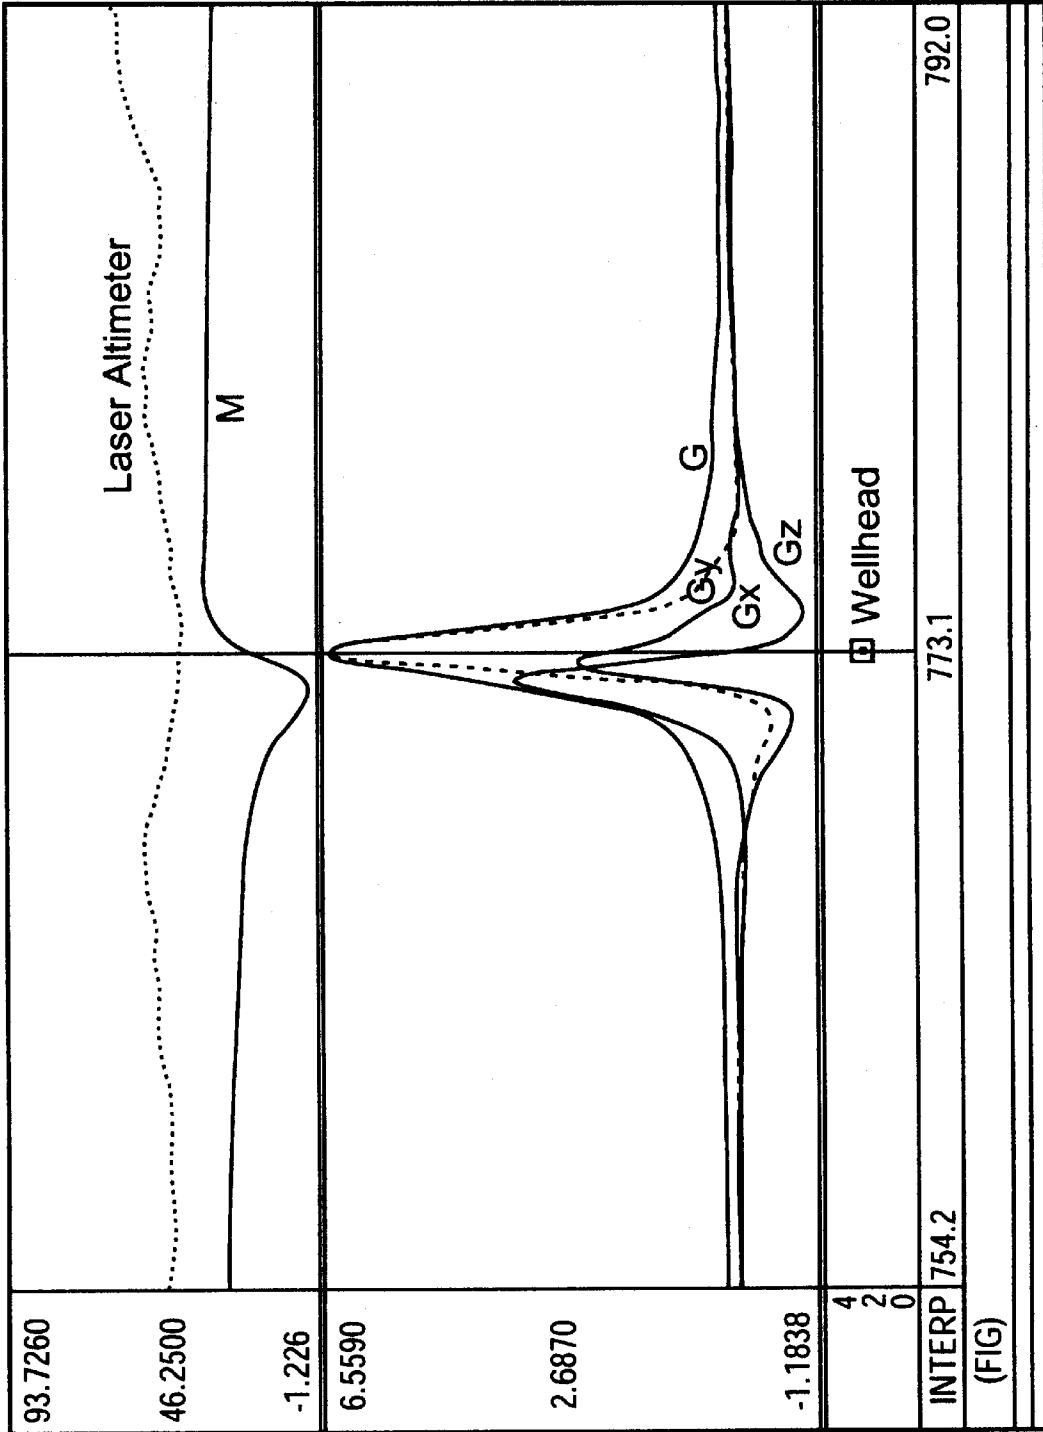 93.7260
46.2500
-1.226
Laser Altimeter
M
6.5590
2.6870
-1.1838
G
Gy
Gx
Gz
4
2
0
Wellhead
INTERP 754.2 773.1 792.0
(FIG)